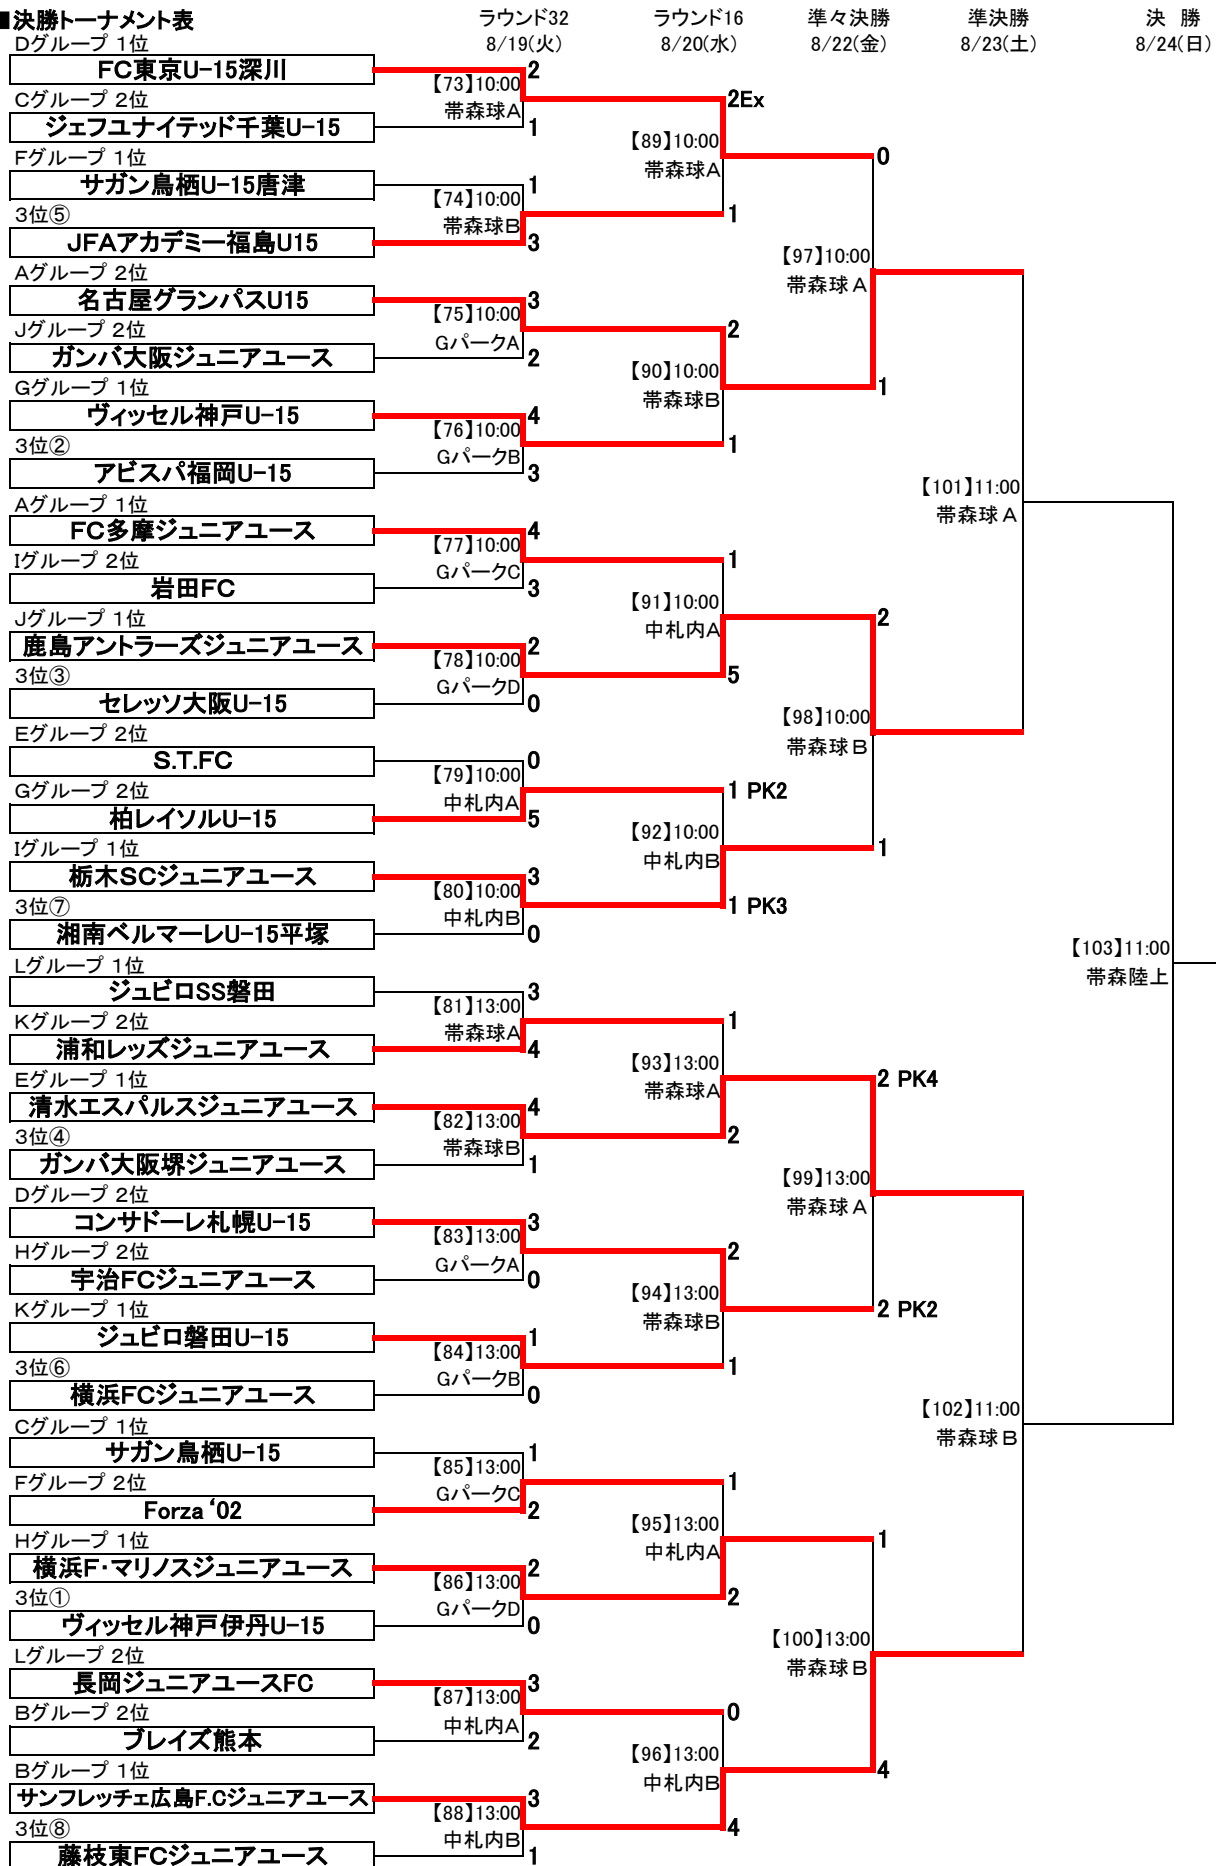 ■決勝トーナメント表
ラウンド32 ラウンド16 準々決勝 準決勝 決 勝
8/19(火) 8/20(水) 8/22(金) 8/23(土) 8/24(日)
Dグループ 1位
FC東京U-15深川 2
【73】10:00
帯森球A
Cグループ 2位
ジェフユナイテッド千葉U-15 1
2Ex
【89】10:00
帯森球A
Fグループ 1位
サガン鳥栖U-15唐津 1
【74】10:00
帯森球B
3位⑤
JFAアカデミー福島U15 3
1
0
【97】10:00
帯森球A
Aグループ 2位
名古屋グランパスU15 3
【75】10:00
GパークA
Jグループ 2位
ガンバ大阪ジュニアユース 2
2
【90】10:00
帯森球B
1
Gグループ 1位
ヴィッセル神戸U-15 4
【76】10:00
GパークB
3位②
アビスパ福岡U-15 3
1
【101】11:00
帯森球A
Aグループ 1位
FC多摩ジュニアユース 4
【77】10:00
GパークC
Iグループ 2位
岩田FC 3
1
【91】10:00
中札内A
2
Jグループ 1位
鹿島アントラーズジュニアユース 2
【78】10:00
GパークD
3位③
セレッソ大阪U-15 0
5
【98】10:00
帯森球B
Eグループ 2位
S.T.FC 0
【79】10:00
中札内A
Gグループ 2位
柏レイソルU-15 5
1 PK2
【92】10:00
中札内B
1
Iグループ 1位
栃木SCジュニアユース 3
【80】10:00
中札内B
3位⑦
湘南ベルマーレU-15平塚 0
1 PK3
【103】11:00
帯森陸上
Lグループ 1位
ジュビロSS磐田 3
【81】13:00
帯森球A
Kグループ 2位
浦和レッズジュニアユース 4
1
【93】13:00
帯森球A
2 PK4
Eグループ 1位
清水エスパルスジュニアユース 4
【82】13:00
帯森球B
3位④
ガンバ大阪堺ジュニアユース 1
2
【99】13:00
帯森球A
Dグループ 2位
コンサドーレ札幌U-15 3
【83】13:00
GパークA
Hグループ 2位
宇治FCジュニアユース 0
2
【94】13:00
帯森球B
2 PK2
Kグループ 1位
ジュビロ磐田U-15 1
【84】13:00
GパークB
3位⑥
横浜FCジュニアユース 0
1
【102】11:00
帯森球B
Cグループ 1位
サガン鳥栖U-15 1
【85】13:00
GパークC
Fグループ 2位
Forza ‘02 2
1
【95】13:00
中札内A
1
Hグループ 1位
横浜F・マリノスジュニアユース 2
【86】13:00
GパークD
3位①
ヴィッセル神戸伊丹U-15 0
2
【100】13:00
帯森球B
Lグループ 2位
長岡ジュニアユースFC 3
【87】13:00
中札内A
Bグループ 2位
ブレイズ熊本 2
0
【96】13:00
中札内B
4
Bグループ 1位
サンフレッチェ広島F.Cジュニアユース 3
【88】13:00
中札内B
3位⑧
藤枝東FCジュニアユース 1
4